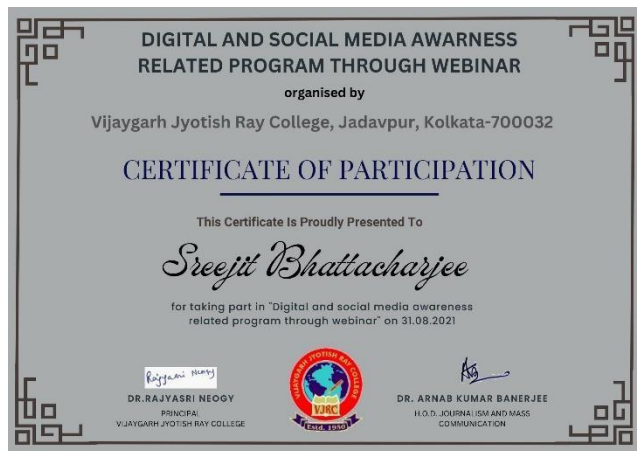 DIGITAL AND SOCIAL MEDIA AWARNESS
RELATED PROGRAM THROUGH WEBINAR
organised by
Vijaygarh Jyotish Ray College, Jadavpur, Kolkata-700032
CERTIFICATE OF PARTICIPATION
This Certificate Is Proudly Presented To
Sreejit Bhattacharjee
for taking part in "Digital and social media awareness
related program through webinar" on 31.08.2021
Rajyasri Neogy
VIJAYGARH JYOTISH RAY COLLEGE
VJRC
Estd. 1950
DR.RAJYASRI NEOGY
PRINCIPAL
VIJAYGARH JYOTISH RAY COLLEGE
DR. ARNAB KUMAR BANERJEE
H.O.D. JOURNALISM AND MASS
COMMUNICATION